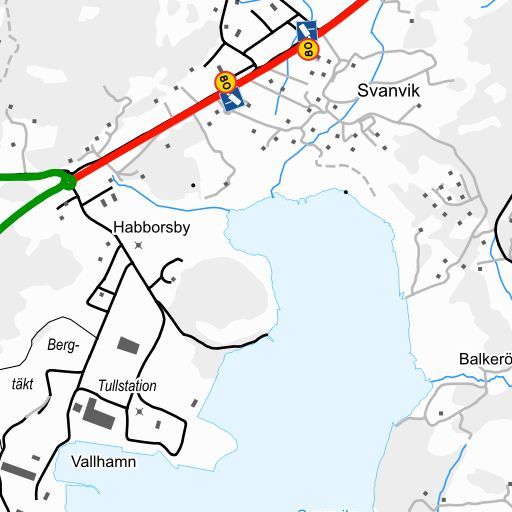 80
Svanvik
80
Habborsby
Berg-
täkt
Tullstation
Balkerö
Vallhamn